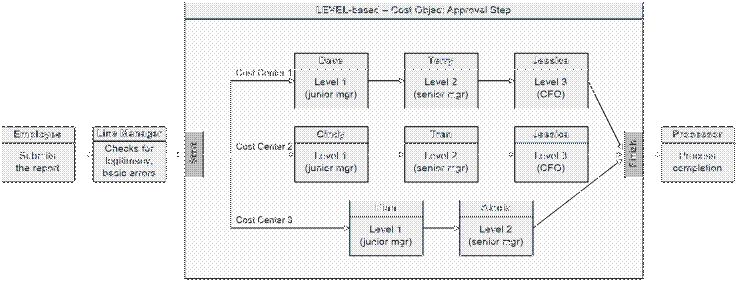 LEVEL-based – Cost Object Approval Step
Employee
Submits
the report
Line Manager
Checks for
legitimacy,
basic errors
Start
Cost Center 1
Dave
Level 1
(junior mgr)
Terry
Level 2
(senior mgr)
Jessica
Level 3
(CFO)
Cost Center 2
Cindy
Level 1
(junior mgr)
Tran
Level 2
(senior mgr)
Jessica
Level 3
(CFO)
Cost Center 3
Level 1
(junior mgr)
Level 2
(senior mgr)
Finish
Processor
Process
completion